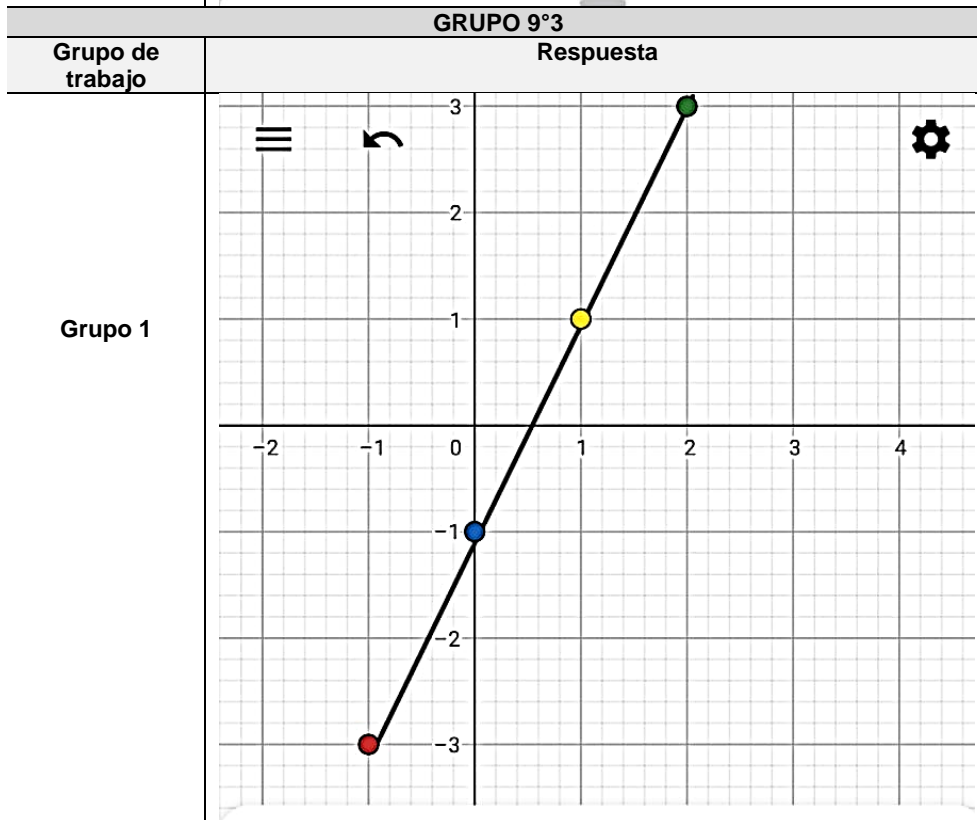 GRUPO 9°3
Grupo de
trabajo
Respuesta
Grupo 1
3
2
1
-2 -1 0 1 2 3 4
-1
-2
-3